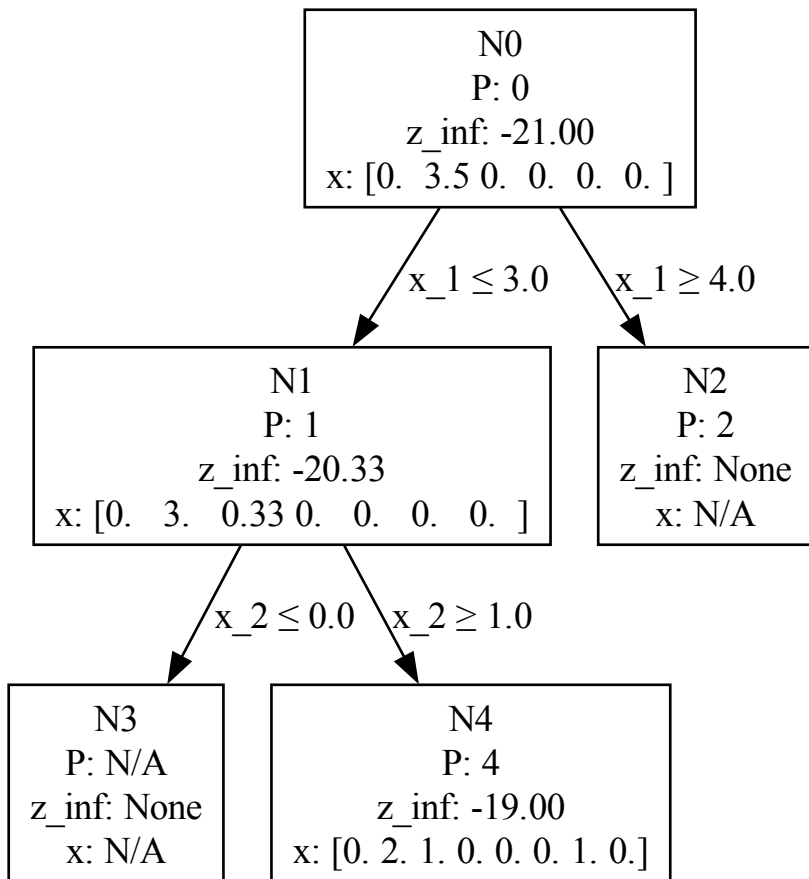 N0
P: 0
z_inf: -21.00
x: [0. 3.5 0. 0. 0. 0. ]
x_1 ≤ 3.0
x_1 ≥ 4.0
N1
P: 1
z_inf: -20.33
x: [0. 3. 0.33 0. 0. 0. 0. ]
N2
P: 2
z_inf: None
x: N/A
x_2 ≤ 0.0
x_2 ≥ 1.0
N3
P: N/A
z_inf: None
x: N/A
N4
P: 4
z_inf: -19.00
x: [0. 2. 1. 0. 0. 0. 1. 0.]